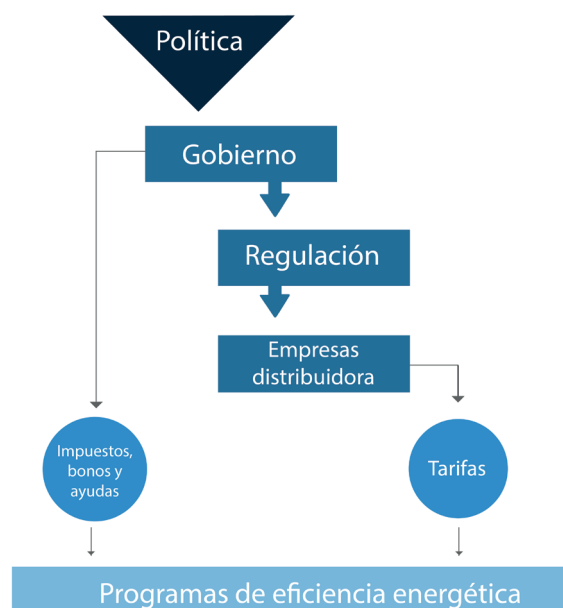 Política
Gobierno
Regulación
Empresas
distribuidora
Impuestos,
bonos y
ayudas
Tarifas
Programas de eficiencia energética